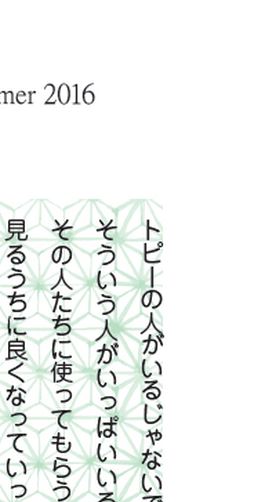 mer 2016
トピーの人がいるじゃないで
そういう人がいっぱいいる
その人たちに使ってもらう
見るうちに良くなっていっ